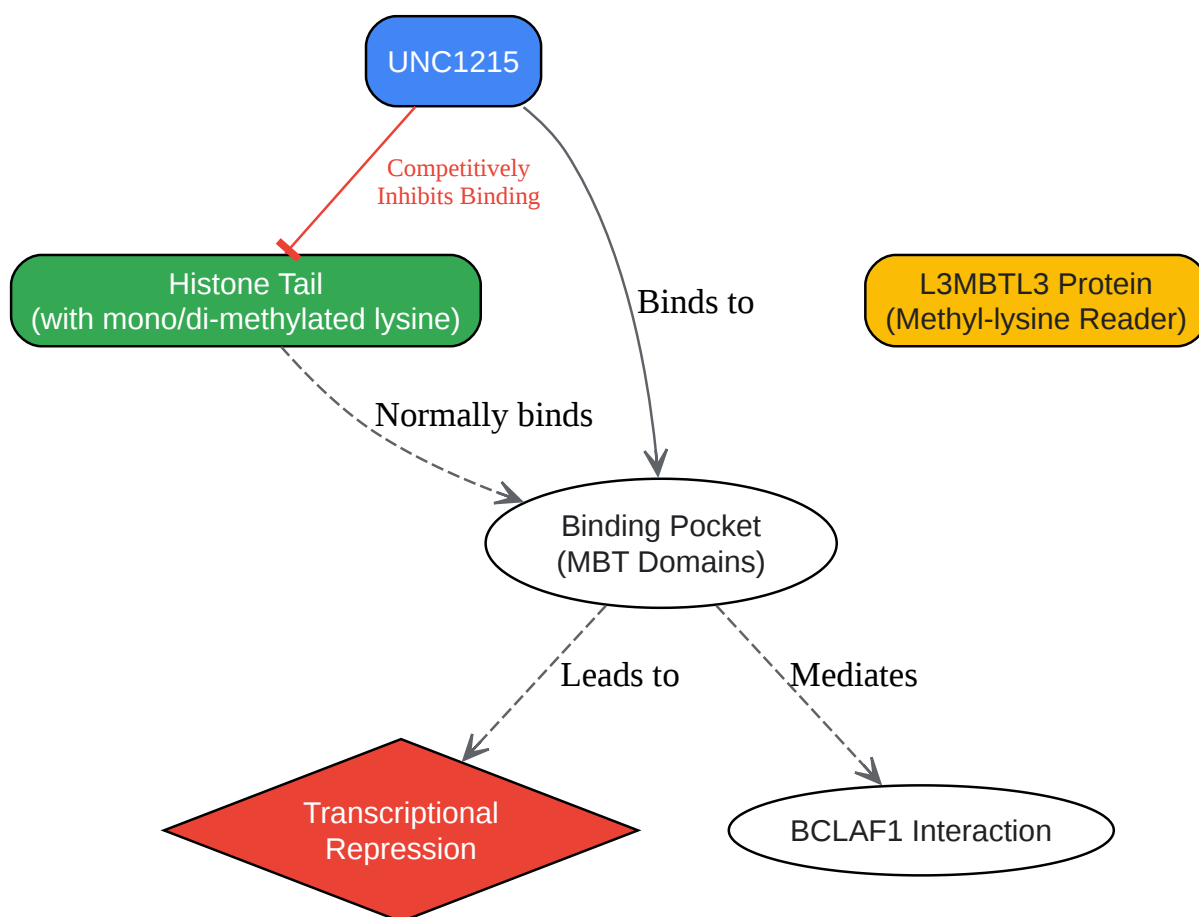 UNC1215
Competitively
Inhibits Binding
Histone Tail
(with mono/di-methylated lysine)
Binds to
L3MBTL3 Protein
(Methyl-lysine Reader)
Normally binds
Binding Pocket
(MBT Domains)
Leads to
Mediates
Transcriptional
Repression
BCLAF1 Interaction